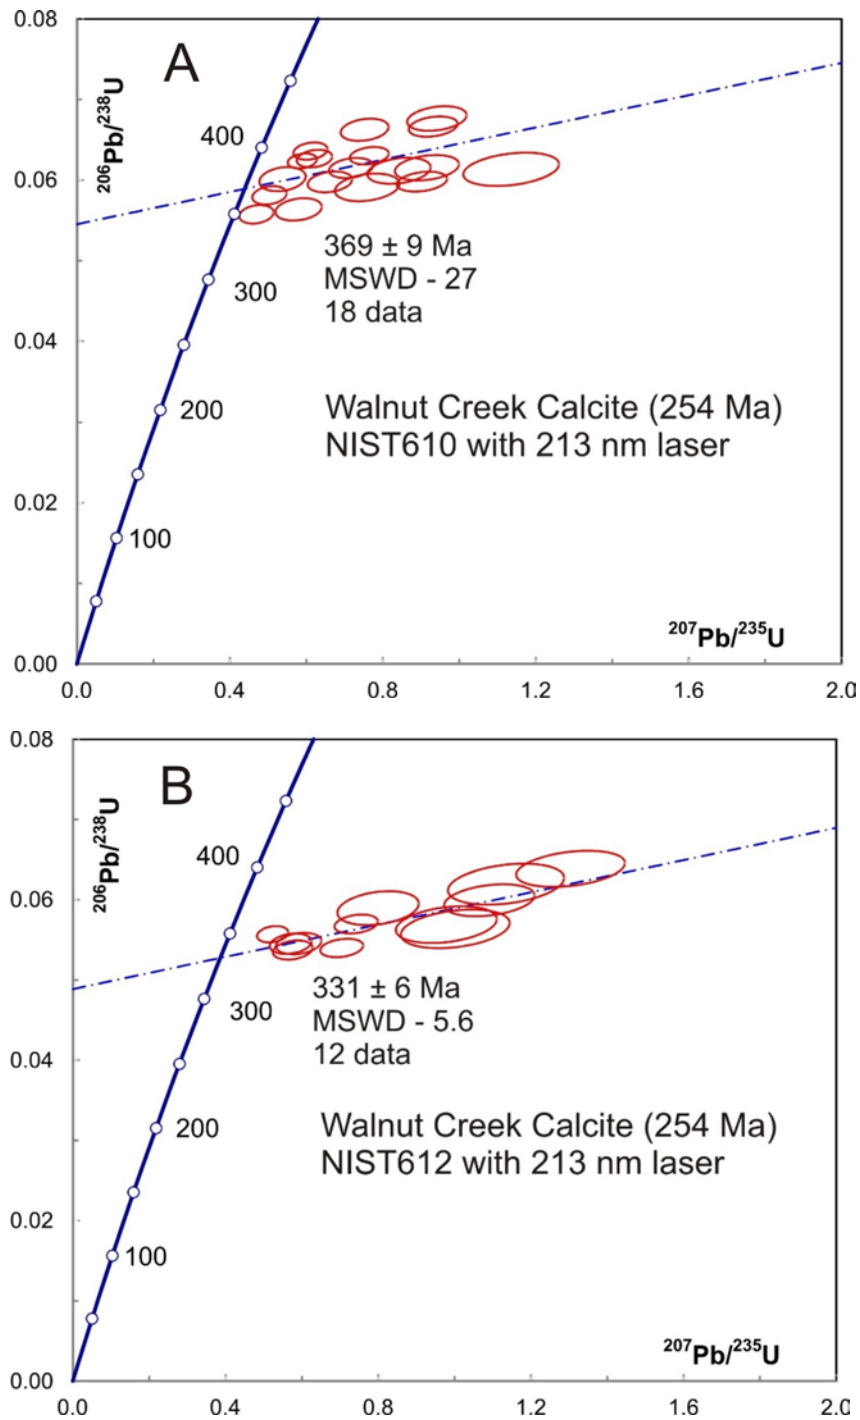 0.08
A
²⁰⁶Pb/²³⁸U
400
0.06
369 ± 9 Ma
MSWD - 27
18 data
300
0.04
200
Walnut Creek Calcite (254 Ma)
NIST610 with 213 nm laser
0.02
100
²⁰⁷Pb/²³⁵U
0.00
0.0 0.4 0.8 1.2 1.6 2.0
0.08
B
²⁰⁶Pb/²³⁸U
400
0.06
331 ± 6 Ma
MSWD - 5.6
12 data
300
0.04
200
Walnut Creek Calcite (254 Ma)
NIST612 with 213 nm laser
0.02
100
²⁰⁷Pb/²³⁵U
0.00
0.0 0.4 0.8 1.2 1.6 2.0